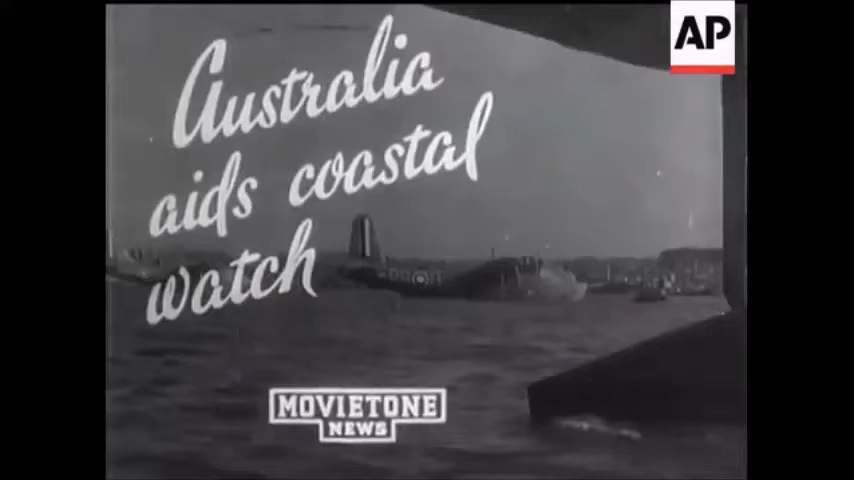 AP
Australia
aids coastal
watch
MOVIETONE
NEWS